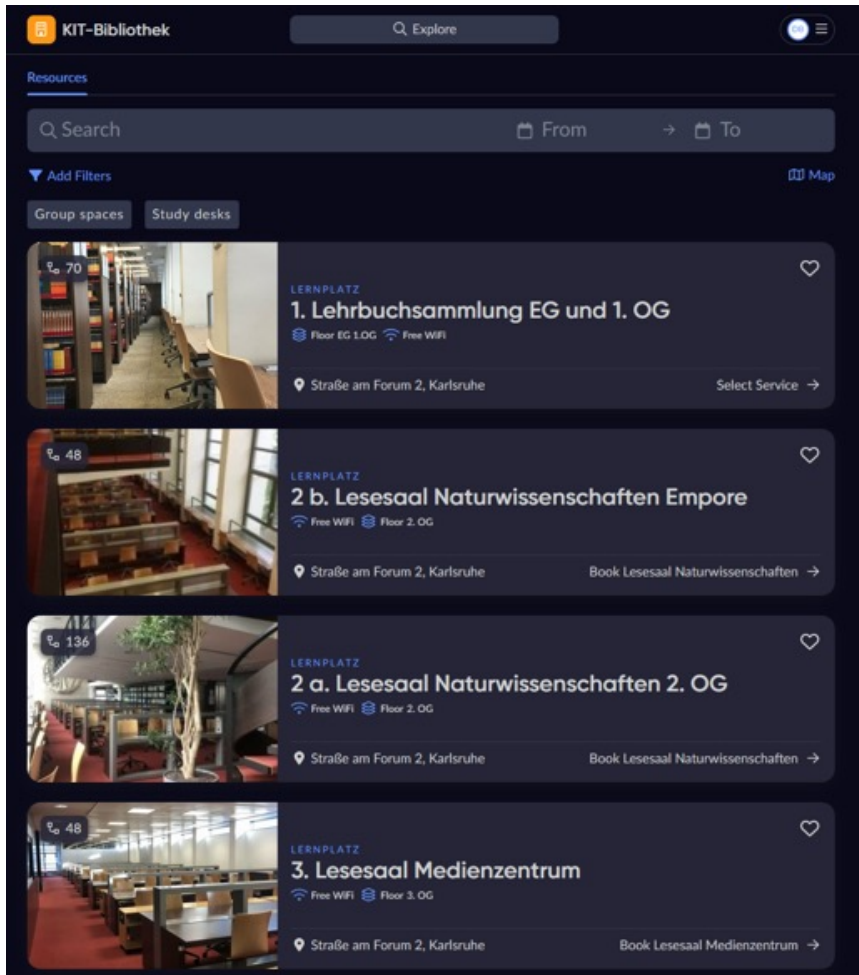 KIT-Bibliothek
Explore
Resources
Search
From → To
Add Filters
Map
Group spaces Study desks
70
LERNPLATZ
1. Lehrbuchsammlung EG und 1. OG
Floor EG 1.OG Free WiFi
Straße am Forum 2, Karlsruhe
Select Service →
48
LERNPLATZ
2 b. Lesesaal Naturwissenschaften Empore
Free WiFi Floor 2. OG
Straße am Forum 2, Karlsruhe
Book Lesesaal Naturwissenschaften →
136
LERNPLATZ
2 a. Lesesaal Naturwissenschaften 2. OG
Free WiFi Floor 2. OG
Straße am Forum 2, Karlsruhe
Book Lesesaal Naturwissenschaften →
48
LERNPLATZ
3. Lesesaal Medienzentrum
Free WiFi Floor 3. OG
Straße am Forum 2, Karlsruhe
Book Lesesaal Medienzentrum →